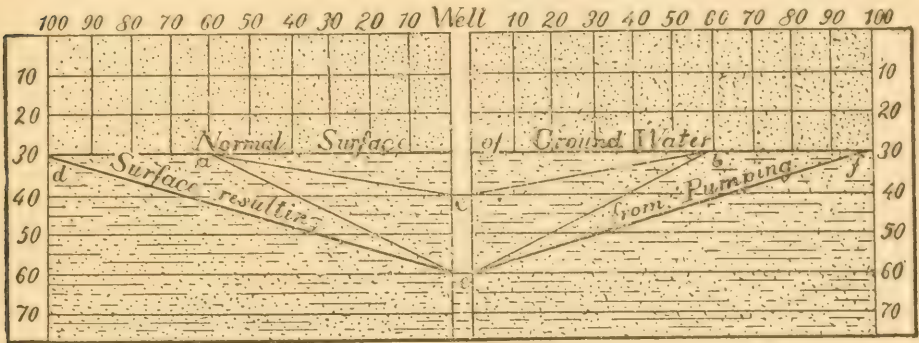 100 90 80 70 60 50 40 30 20 10 Well 10 20 30 40 50 60 70 80 90 100
10 10
20 20
Normal Surface of Ground Water
30 a b f 30
d
Surface resulting from Pumping
40 c 40
50 50
60 e 60
70 70